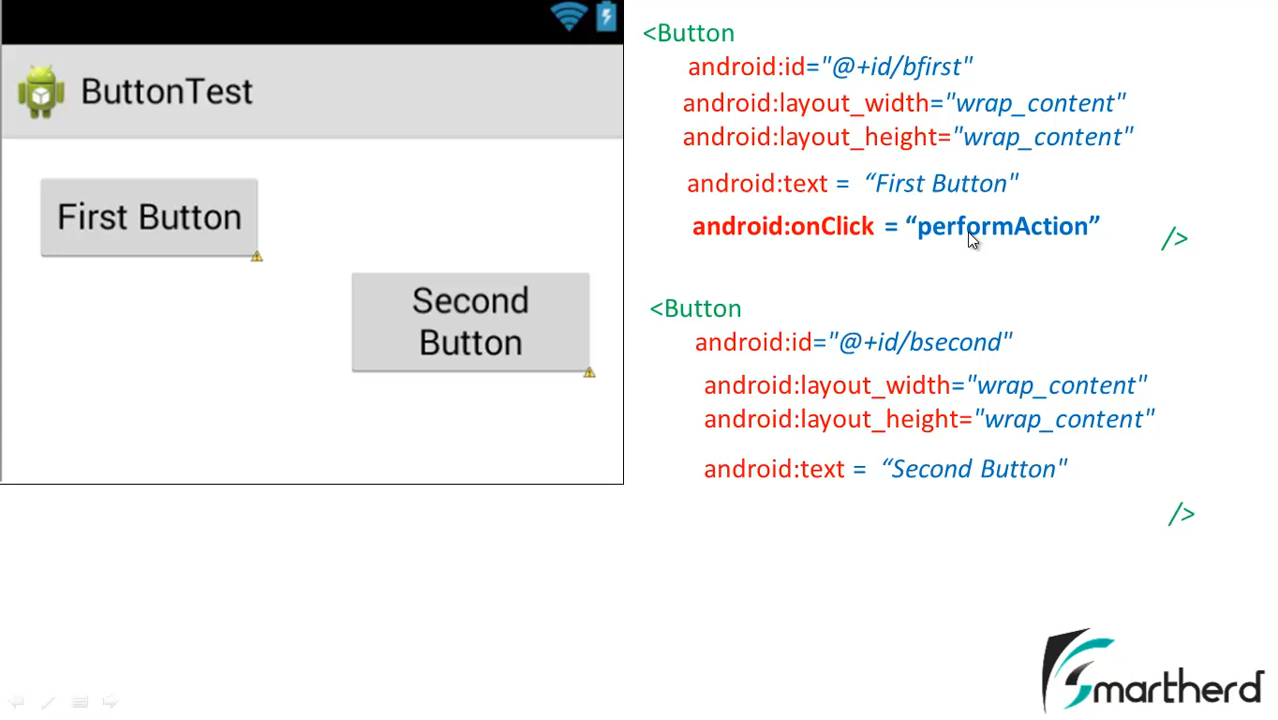 ButtonTest
First Button
Second
Button
<Button
android:id="@+id/bfirst"
android:layout_width="wrap_content"
android:layout_height="wrap_content"
android:text = “First Button"
android:onClick = “performAction”
/>
<Button
android:id="@+id/bsecond"
android:layout_width="wrap_content"
android:layout_height="wrap_content"
android:text = “Second Button"
/>
Smartherd